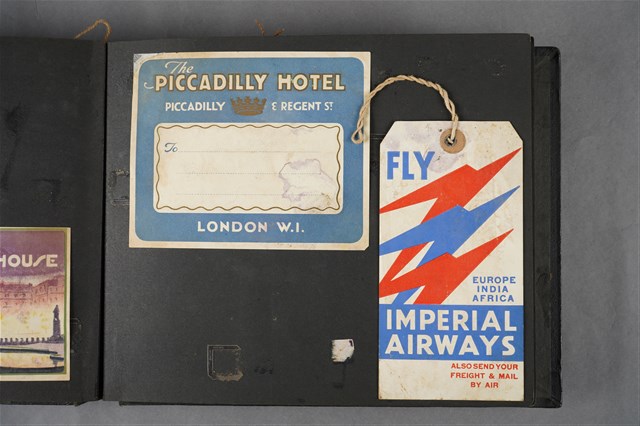 The
PICCADILLY HOTEL
PICCADILLY & REGENT ST.
To
LONDON W.1.
HOUSE
FLY
EUROPE
INDIA
AFRICA
IMPERIAL
AIRWAYS
ALSO SEND YOUR
FREIGHT & MAIL
BY AIR